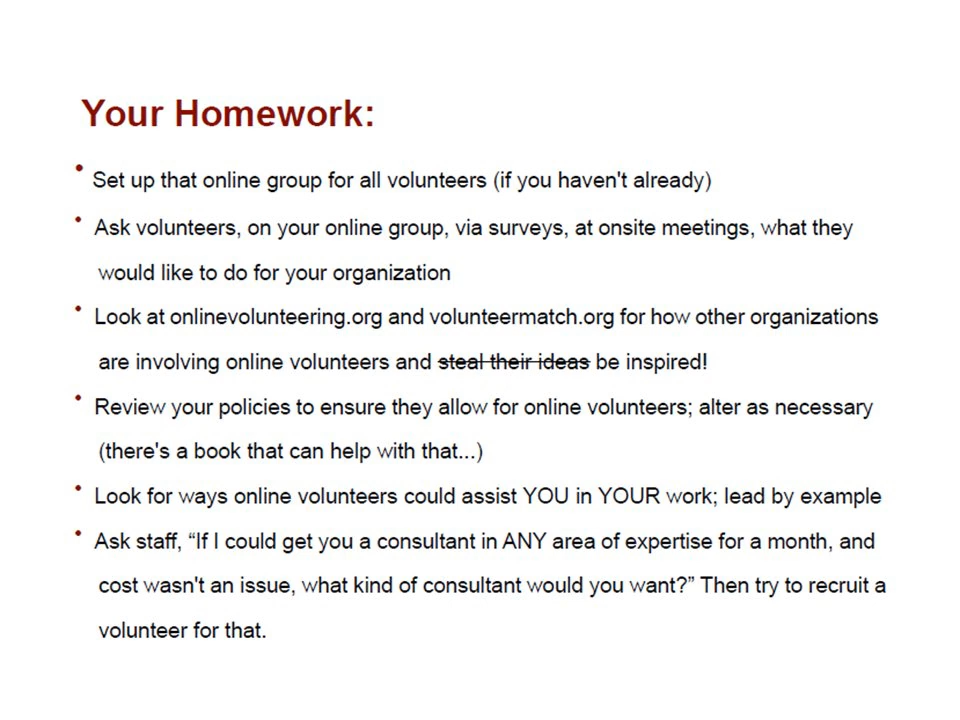 Your Homework:
• Set up that online group for all volunteers (if you haven't already)
• Ask volunteers, on your online group, via surveys, at onsite meetings, what they
would like to do for your organization
• Look at onlinevolunteering.org and volunteermatch.org for how other organizations
are involving online volunteers and steal their ideas be inspired!
• Review your policies to ensure they allow for online volunteers; alter as necessary
(there's a book that can help with that...)
• Look for ways online volunteers could assist YOU in YOUR work; lead by example
• Ask staff, “If I could get you a consultant in ANY area of expertise for a month, and
cost wasn't an issue, what kind of consultant would you want?” Then try to recruit a
volunteer for that.